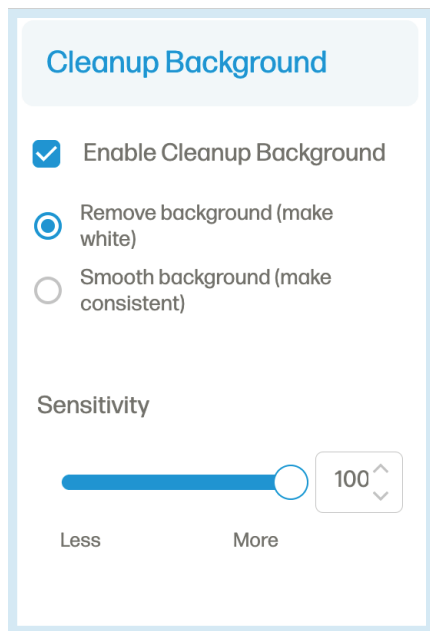 Cleanup Background
Enable Cleanup Background
Remove background (make
white)
Smooth background (make
consistent)
Sensitivity
100
Less More